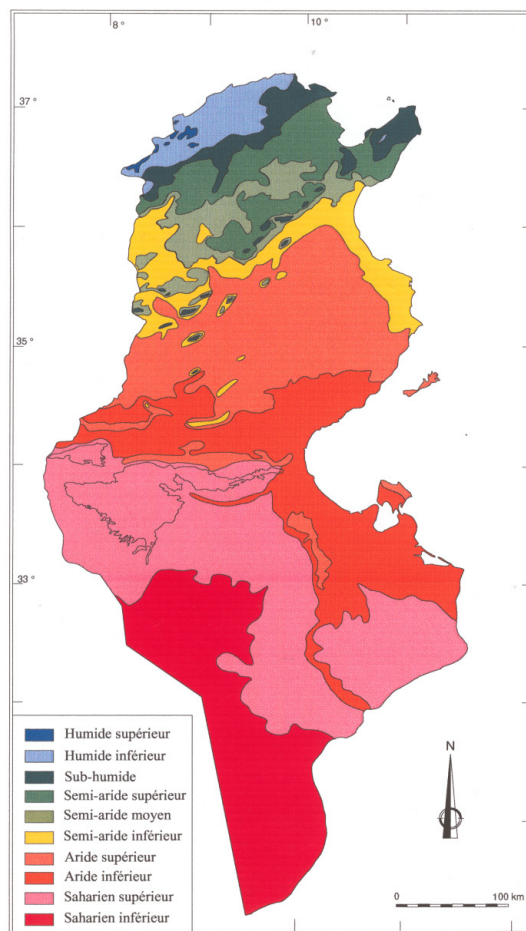 8 °
10 °
37 °
35 °
33 °
Humide supérieur
Humide inférieur
Sub-humide
Semi-aride supérieur
Semi-aride moyen
Semi-aride inférieur
Aride supérieur
Aride inférieur
Saharien supérieur
Saharien inférieur
N
0 100 km